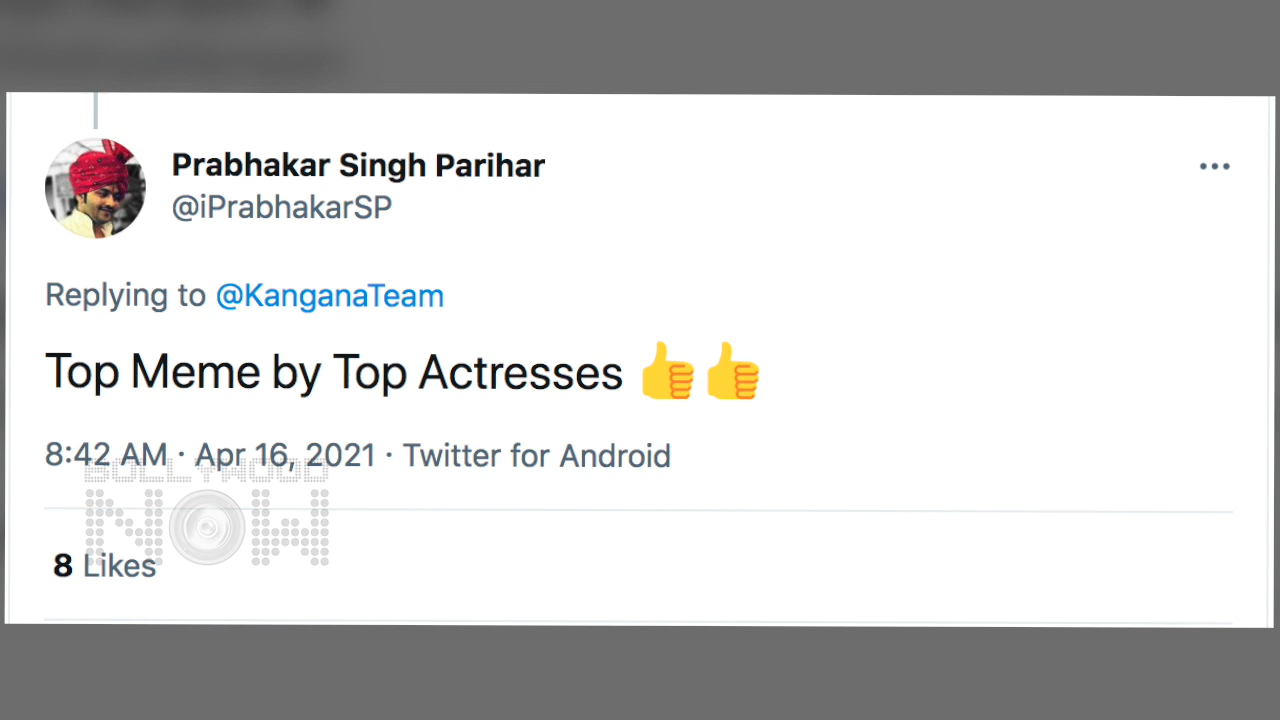 Prabhakar Singh Parihar
@iPrabhakarSP
Replying to @KanganaTeam
Top Meme by Top Actresses 👍👍
8:42 AM · Apr 16, 2021 · Twitter for Android
BOLLYWOOD
NOW
8 Likes